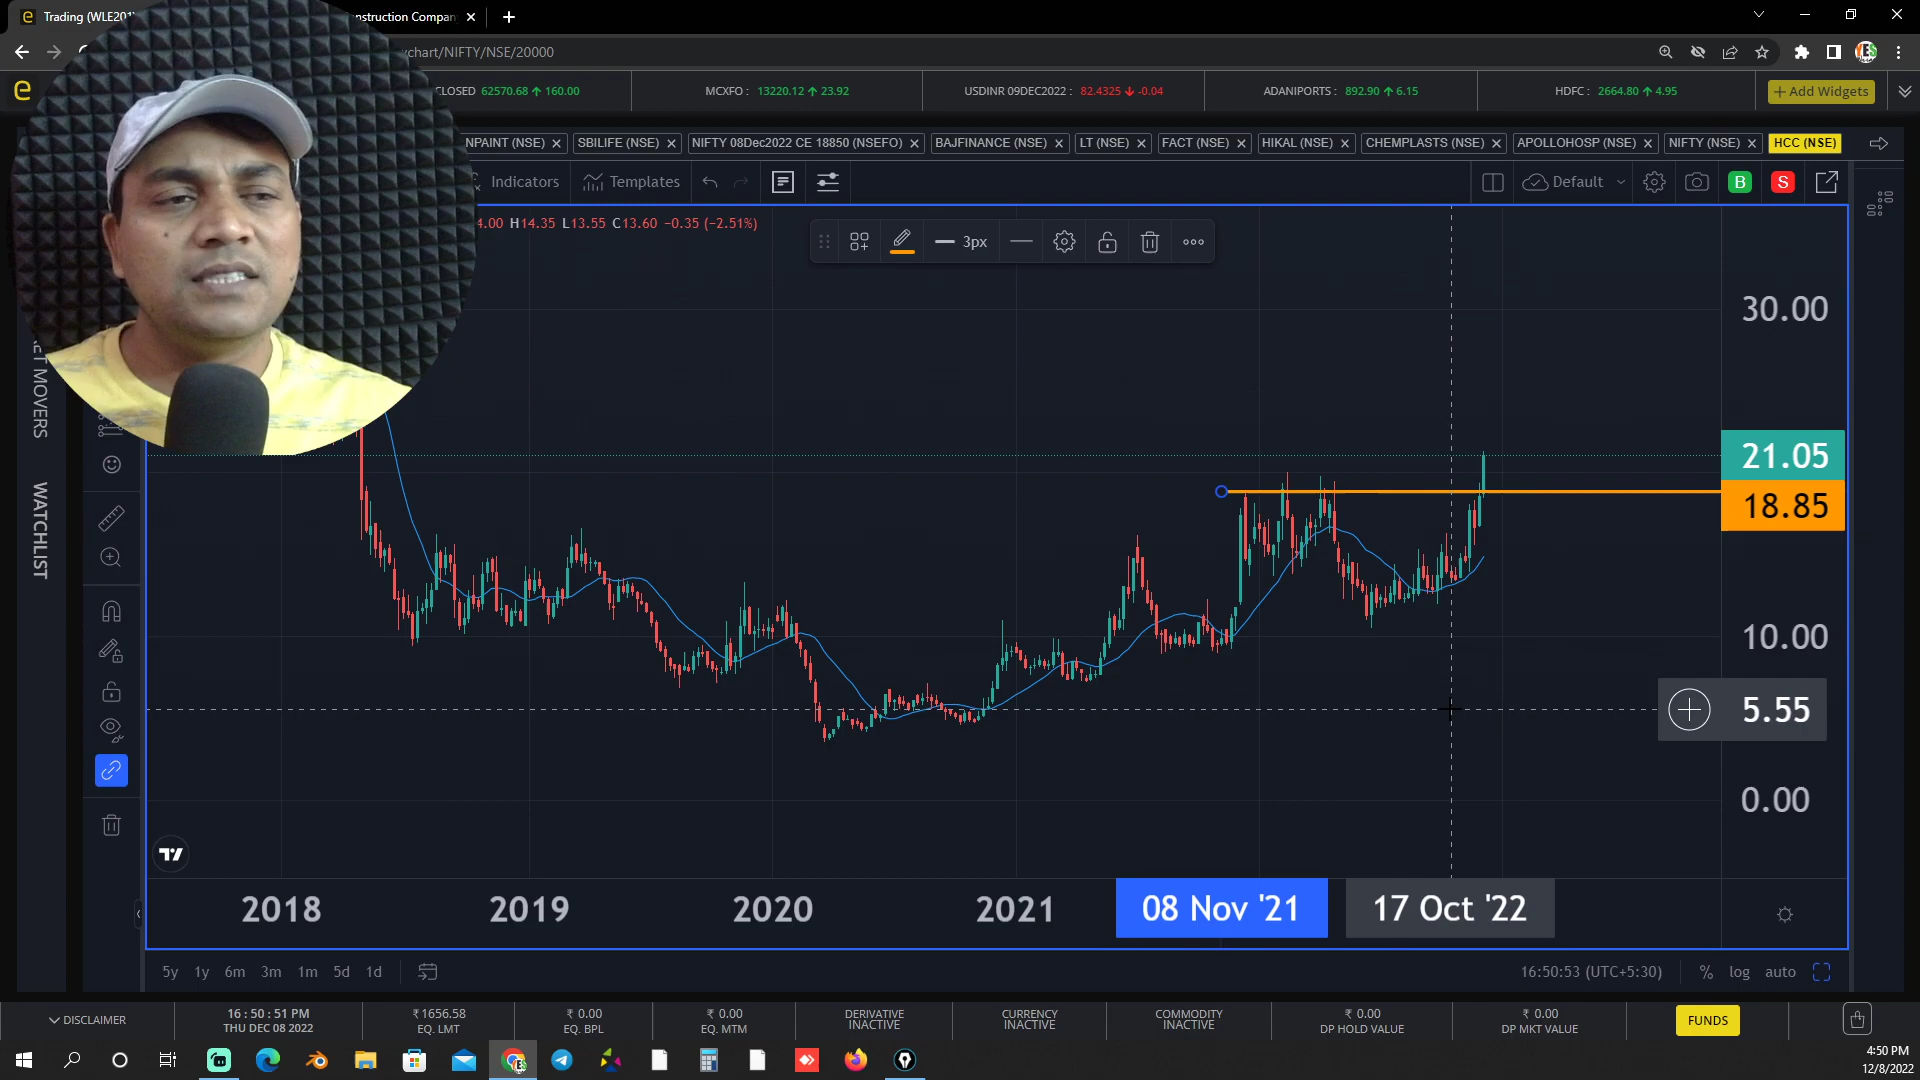 Trading (WLE201
onstruction Compan
ychart/NIFTY/NSE/20000
CLOSED 62570.68 160.00
MCXFO : 13220.12 23.92
USDINR 09DEC2022 : 82.4325 -0.04
ADANIPORTS : 892.90 6.15
HDFC : 2664.80 4.95
+ Add Widgets
NPAINT (NSE)
SBILIFE (NSE)
NIFTY 08Dec2022 CE 18850 (NSEFO)
BAJFINANCE (NSE)
LT (NSE)
FACT (NSE)
HIKAL (NSE)
CHEMPLASTS (NSE)
APOLLOHOSP (NSE)
NIFTY (NSE)
HCC (NSE)
Indicators
Templates
Default
B
S
4.00 H14.35 L13.55 C13.60 −0.35 (−2.51%)
3px
30.00
21.05
18.85
10.00
5.55
0.00
ET MOVERS
WATCHLIST
2018
2019
2020
2021
08 Nov '21
17 Oct '22
5y
1y
6m
3m
1m
5d
1d
16:50:53 (UTC+5:30)
%
log
auto
DISCLAIMER
16 : 50 : 51 PM
THU DEC 08 2022
₹ 1656.58
EQ. LMT
₹ 0.00
EQ. BPL
₹ 0.00
EQ. MTM
DERIVATIVE
INACTIVE
CURRENCY
INACTIVE
COMMODITY
INACTIVE
₹ 0.00
DP HOLD VALUE
₹ 0.00
DP MKT VALUE
FUNDS
4:50 PM
12/8/2022